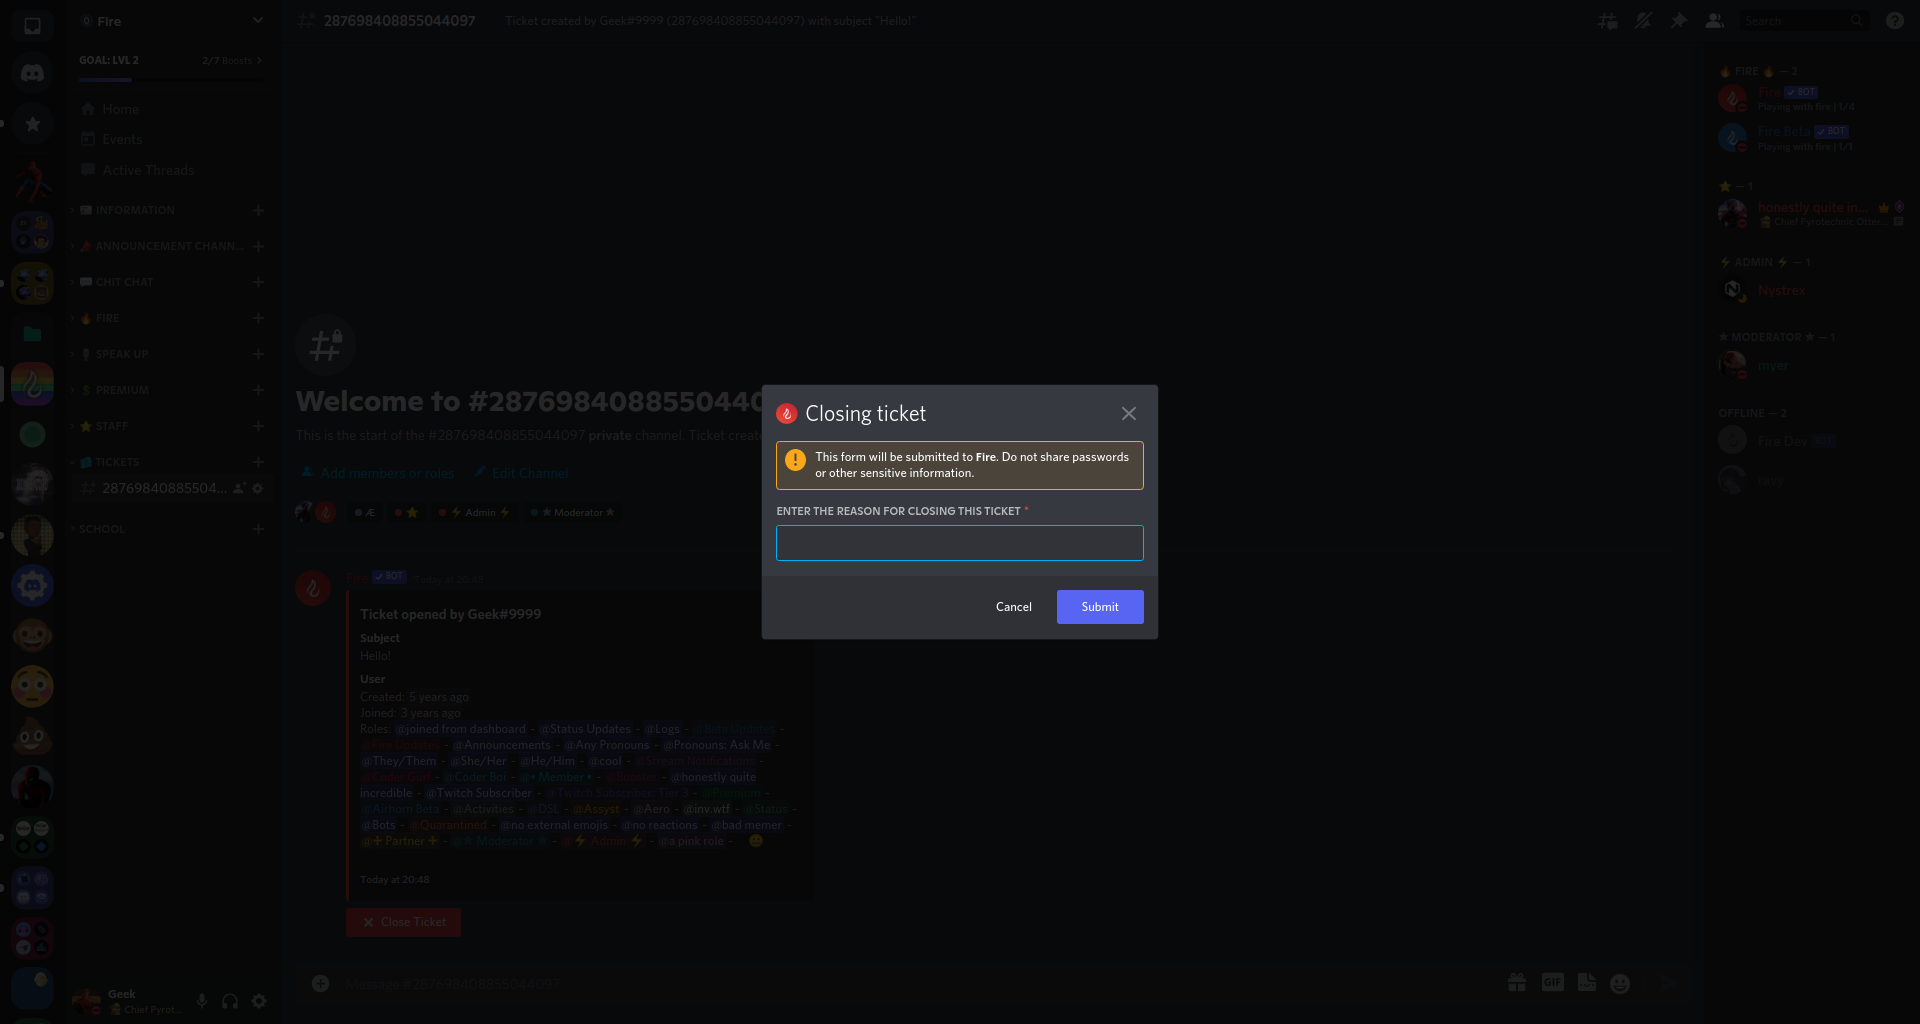 Fire
GOAL: LVL 2
2/7 Boosts
Home
Events
Active Threads
INFORMATION
ANNOUNCEMENT CHANN...
CHIT CHAT
FIRE
SPEAK UP
PREMIUM
STAFF
TICKETS
28769840885504...
SCHOOL
Geek
Chief Pyrot...
287698408855044097
Ticket created by Geek#9999 (287698408855044097) with subject "Hello!"
Search
Welcome to #2876984088550440
This is the start of the #287698408855044097 private channel. Ticket create
Add members or roles
Edit Channel
Æ
⚡ Admin ⚡
★ Moderator ★
Fire BOT Today at 20:48
Ticket opened by Geek#9999
Subject
Hello!
User
Created: 5 years ago
Joined: 3 years ago
Roles: @joined from dashboard - @Status Updates - @Logs - @Beta Updates -
@Fire Updates - @Announcements - @Any Pronouns - @Pronouns: Ask Me -
@They/Them - @She/Her - @He/Him - @cool - @Stream Notifications -
@Coder Girl - @Coder Boi - @• Member • - @Booster - @honestly quite
incredible - @Twitch Subscriber - @Twitch Subscriber: Tier 3 - @Premium -
@Airborn Beta - @Activities - @DSL - @Assyst - @Aero - @inv.wtf - @Status -
@Bots - @Quarantined - @no external emojis - @no reactions - @bad memer -
@✚ Partner ✚ - @★ Moderator ★ - @⚡ Admin ⚡ - @a pink role -
Today at 20:48
Close Ticket
Message #287698408855044097
GIF
Closing ticket
This form will be submitted to Fire. Do not share passwords
or other sensitive information.
ENTER THE REASON FOR CLOSING THIS TICKET *
Cancel
Submit
🔥 FIRE 🔥 — 2
Fire BOT
Playing with fire | 1/4
Fire Beta BOT
Playing with fire | 1/1
⭐ — 1
honestly quite in...
Chief Pyrotechnic Otter...
⚡ ADMIN ⚡ — 1
Nystrex
★ MODERATOR ★ — 1
myer
OFFLINE — 2
Fire Dev BOT